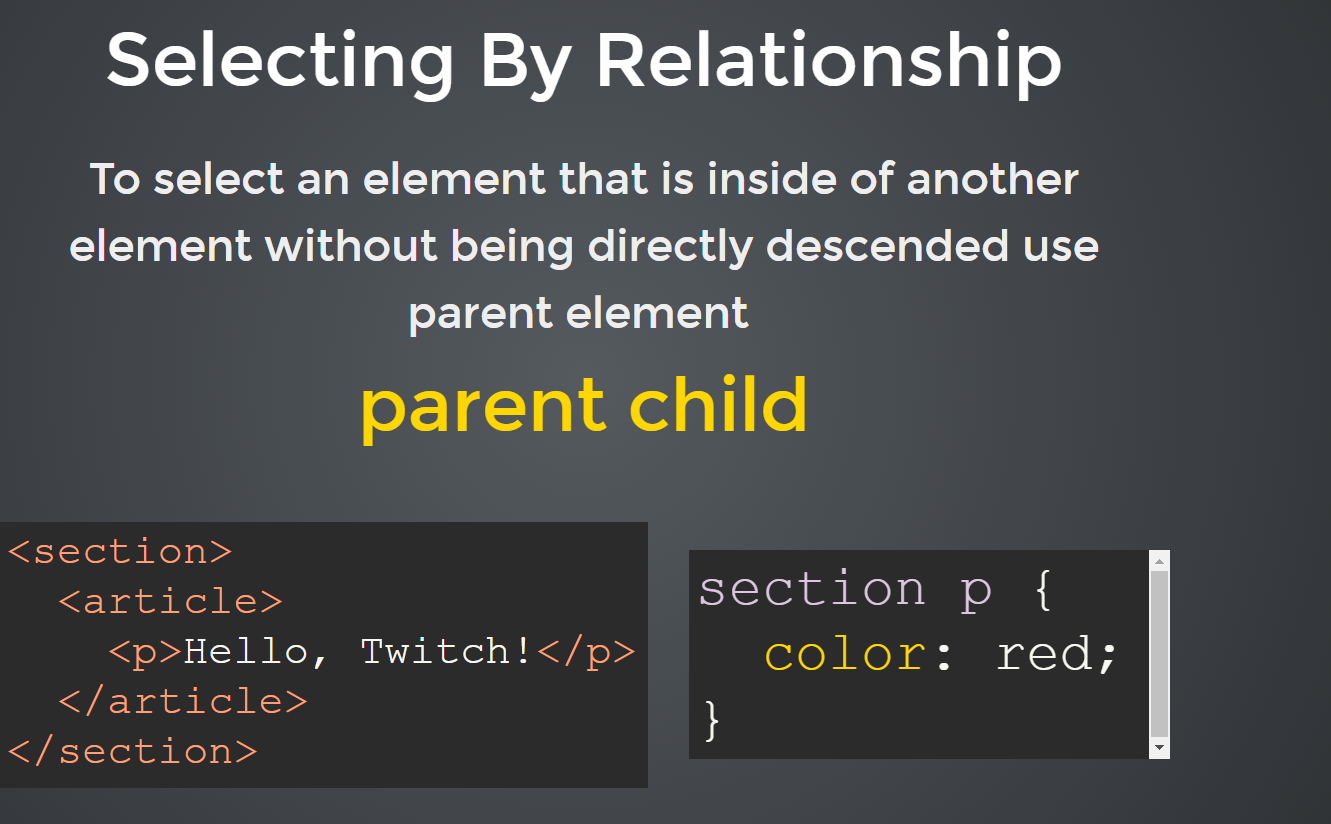 Selecting By Relationship
To select an element that is inside of another
element without being directly descended use
parent element
parent child
<section>
  <article>
    <p>Hello, Twitch!</p>
  </article>
</section>
section p {
  color: red;
}